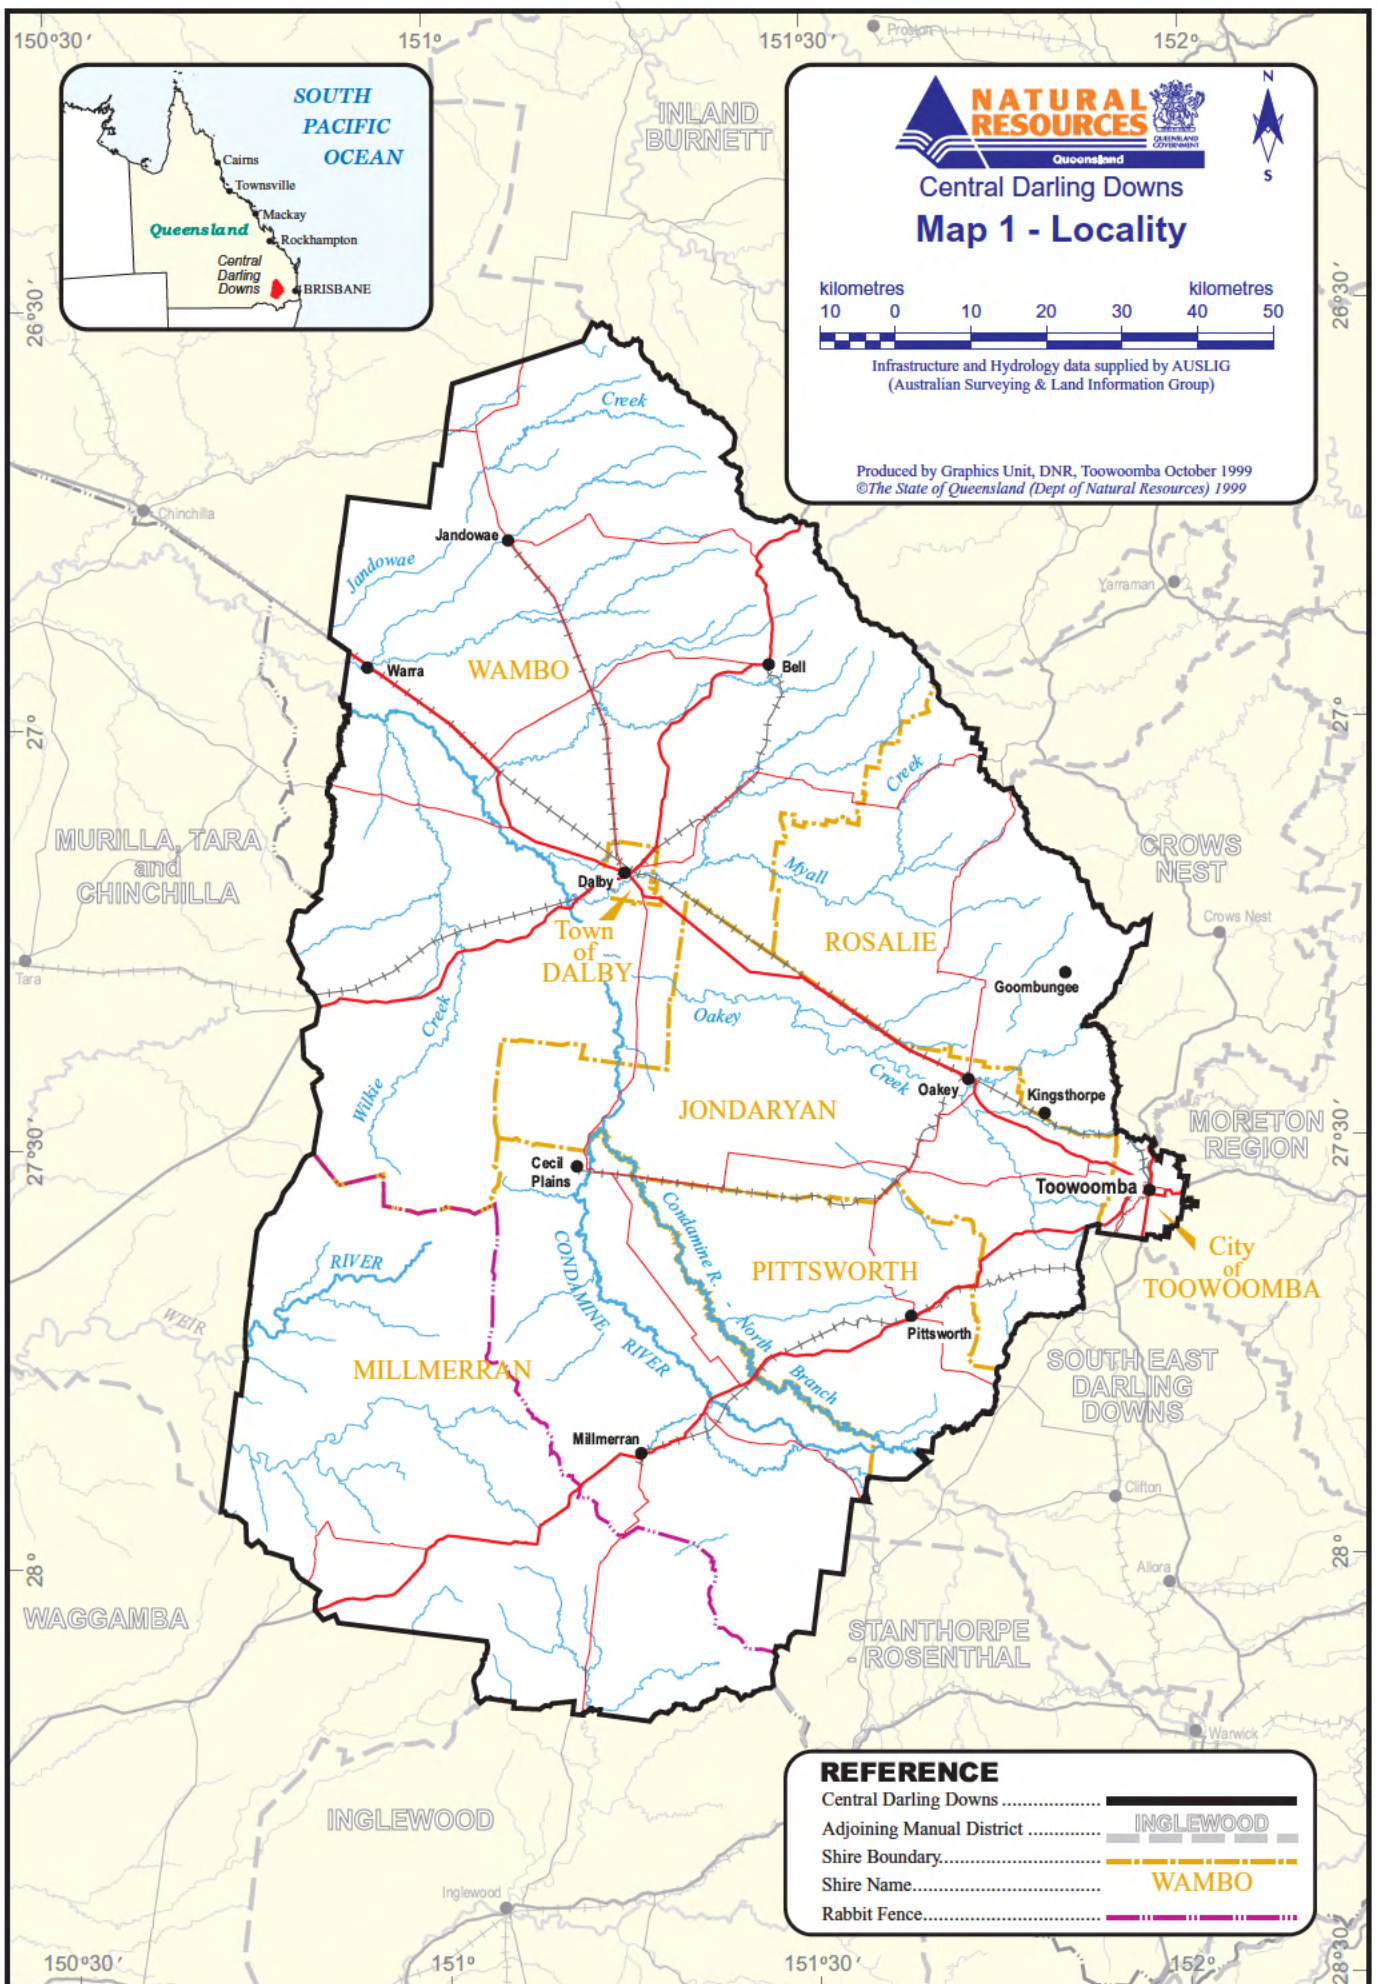 150°30′
151°
151°30′
152°
Proston
SOUTH
PACIFIC
OCEAN
Cairns
Townsville
Mackay
Queensland
Rockhampton
Central
Darling
Downs
BRISBANE
INLAND
BURNETT
NATURAL
RESOURCES
QUEENSLAND
GOVERNMENT
Queensland
N
S
Central Darling Downs
Map 1 - Locality
kilometres kilometres
10 0 10 20 30 40 50
Infrastructure and Hydrology data supplied by AUSLIG
(Australian Surveying & Land Information Group)
Produced by Graphics Unit, DNR, Toowoomba October 1999
©The State of Queensland (Dept of Natural Resources) 1999
26°30′
26°30′
Creek
Chinchilla
Jandowae
Jandowae
Yarraman
Warra
WAMBO
Bell
27°
27°
Creek
MURILLA, TARA
and
CHINCHILLA
CROWS
NEST
Myall
Dalby
Crows Nest
Town
of
DALBY
ROSALIE
Tara
Goombungee
Creek
Oakey
Creek
Oakey
Kingsthorpe
Wilkie
JONDARYAN
MORETON
REGION
27°30′
27°30′
Cecil
Plains
Toowoomba
Condamine R.
-
North
Branch
CONDAMINE
RIVER
City
of
TOOWOOMBA
RIVER
PITTSWORTH
WEIR
Pittsworth
MILLMERRAN
SOUTH EAST
DARLING
DOWNS
Millmerran
Clifton
28°
28°
Allora
WAGGAMBA
STANTHORPE
- ROSENTHAL
Warwick
INGLEWOOD
Inglewood
REFERENCE
Central Darling Downs ....................
Adjoining Manual District ..............
INGLEWOOD
Shire Boundary...............................
Shire Name....................................
WAMBO
Rabbit Fence..................................
28°30′
150°30′
151°
151°30′
152°